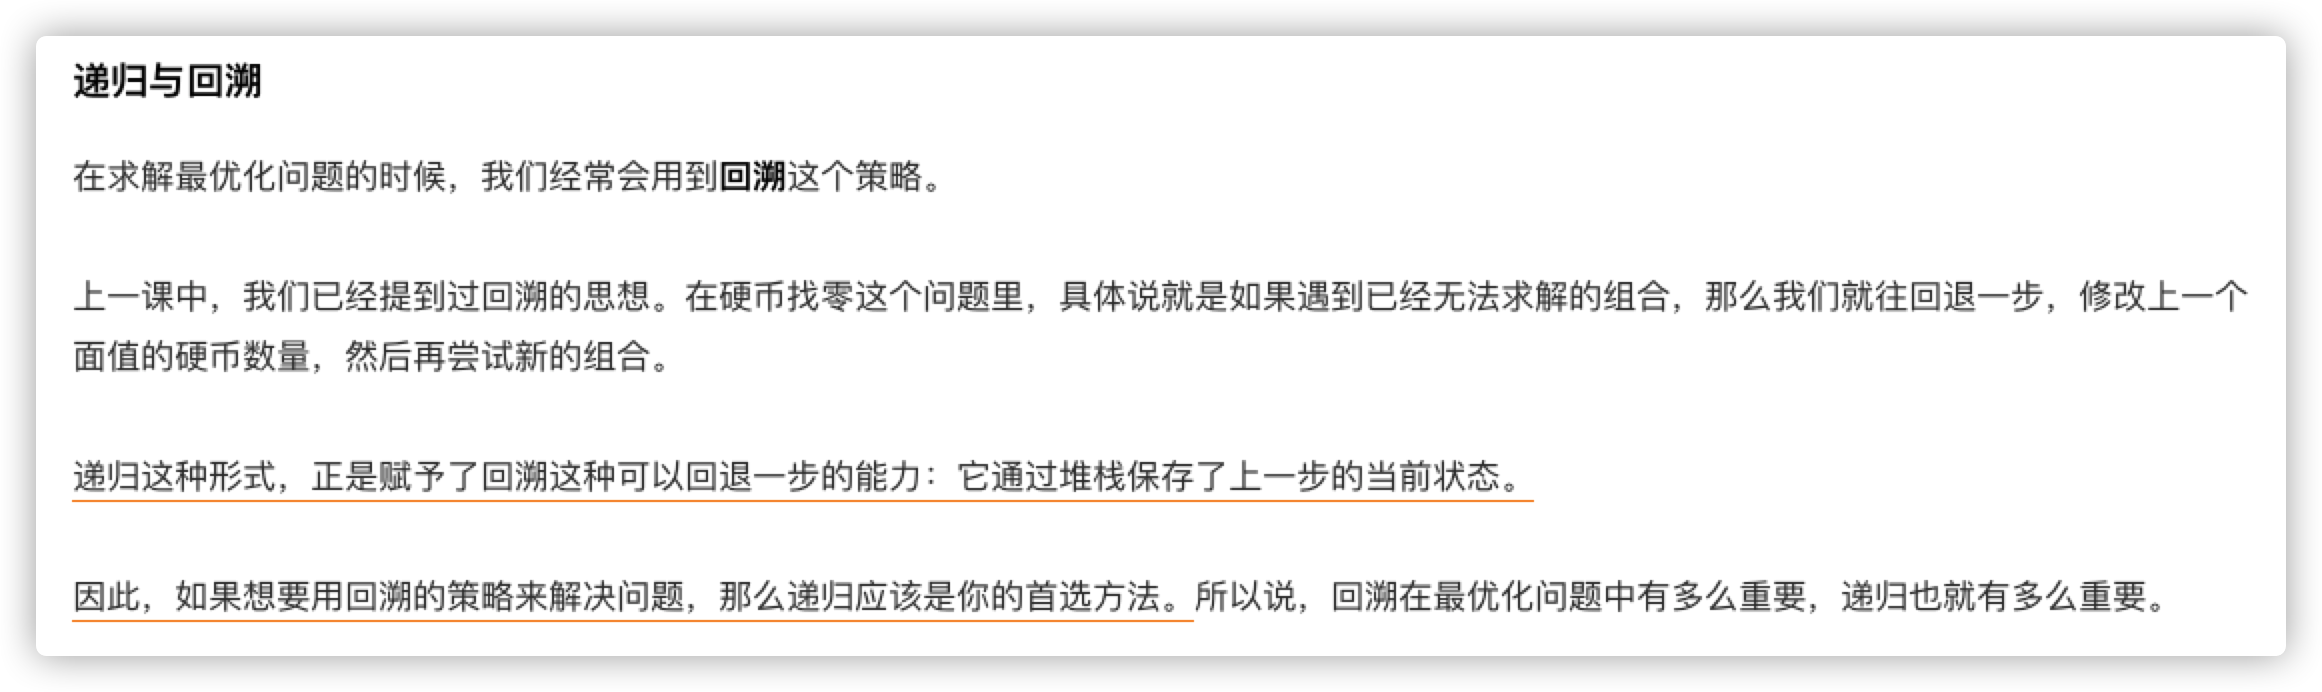 递归与回溯
在求解最优化问题的时候，我们经常会用到回溯这个策略。
上一课中，我们已经提到过回溯的思想。在硬币找零这个问题里，具体说就是如果遇到已经无法求解的组合，那么我们就往回退一步，修改上一个
面值的硬币数量，然后再尝试新的组合。
递归这种形式，正是赋予了回溯这种可以回退一步的能力：它通过堆栈保存了上一步的当前状态。
因此，如果想要用回溯的策略来解决问题，那么递归应该是你的首选方法。所以说，回溯在最优化问题中有多么重要，递归也就有多么重要。